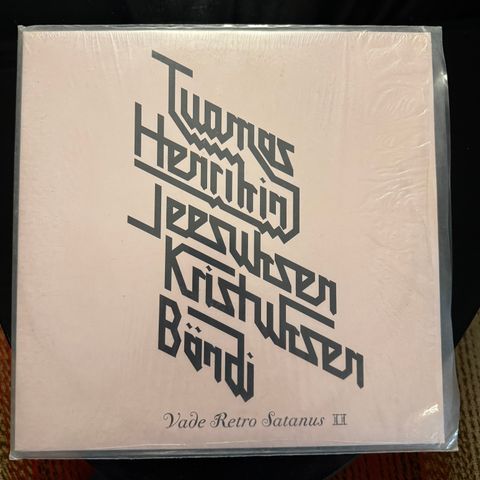 Tuomas
Henrikin
Jeesuksen
Kristuksen
Bändi
Vade Retro Satanus II